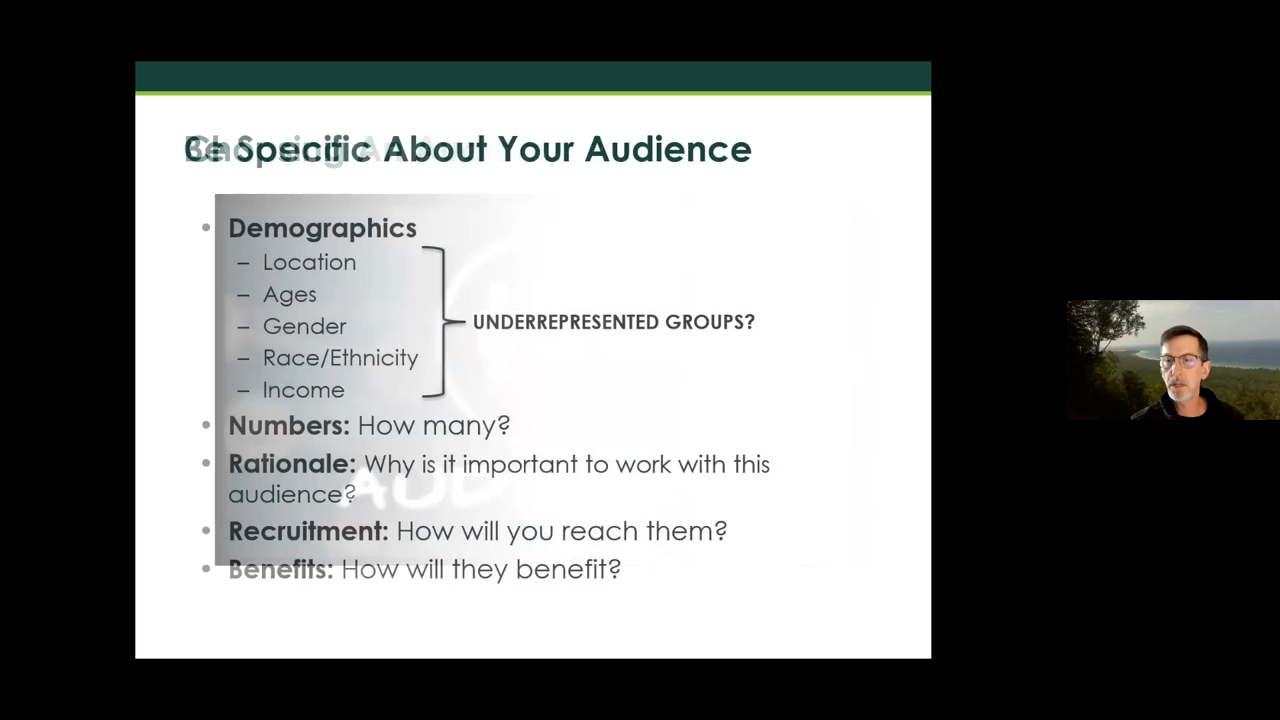 Be Specific About Your Audience
• Demographics
– Location
– Ages
– Gender
– Race/Ethnicity
– Income
UNDERREPRESENTED GROUPS?
• Numbers: How many?
• Rationale: Why is it important to work with this
audience?
• Recruitment: How will you reach them?
• Benefits: How will they benefit?